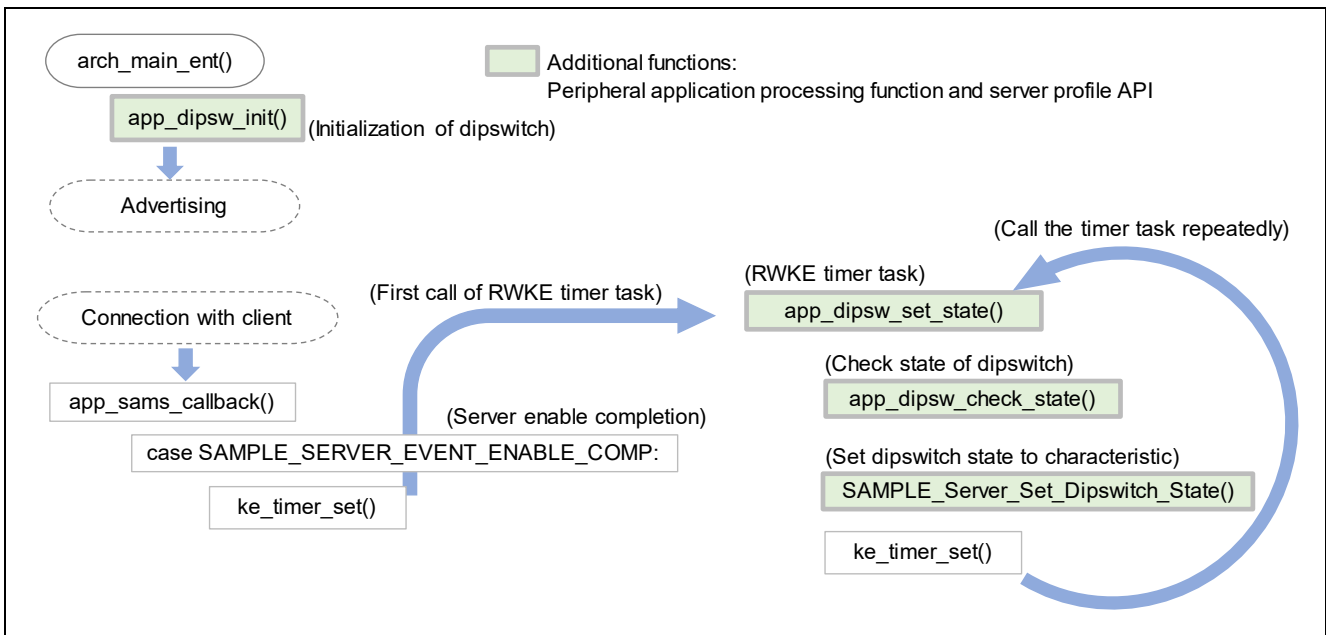 arch_main_ent()
Additional functions:
Peripheral application processing function and server profile API
app_dipsw_init()
(Initialization of dipswitch)
Advertising
(Call the timer task repeatedly)
(RWKE timer task)
(First call of RWKE timer task)
app_dipsw_set_state()
Connection with client
(Check state of dipswitch)
app_sams_callback()
app_dipsw_check_state()
(Server enable completion)
case SAMPLE_SERVER_EVENT_ENABLE_COMP:
(Set dipswitch state to characteristic)
SAMPLE_Server_Set_Dipswitch_State()
ke_timer_set()
ke_timer_set()